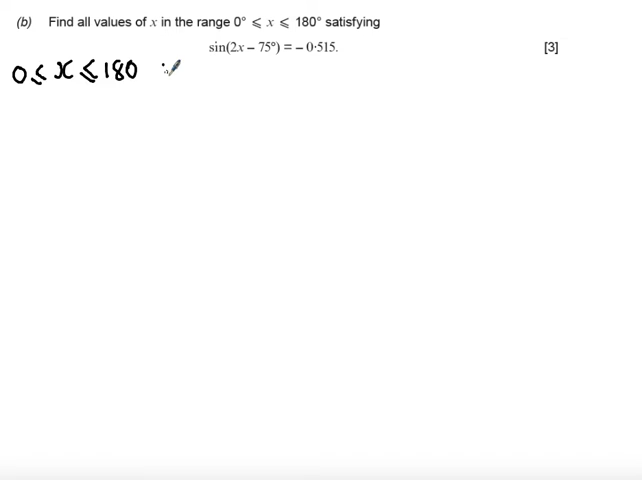 (b) Find all values of x in the range 0° ⩽ x ⩽ 180° satisfying
sin(2x – 75°) = – 0·515. [3]
0 ⩽ x ⩽ 180